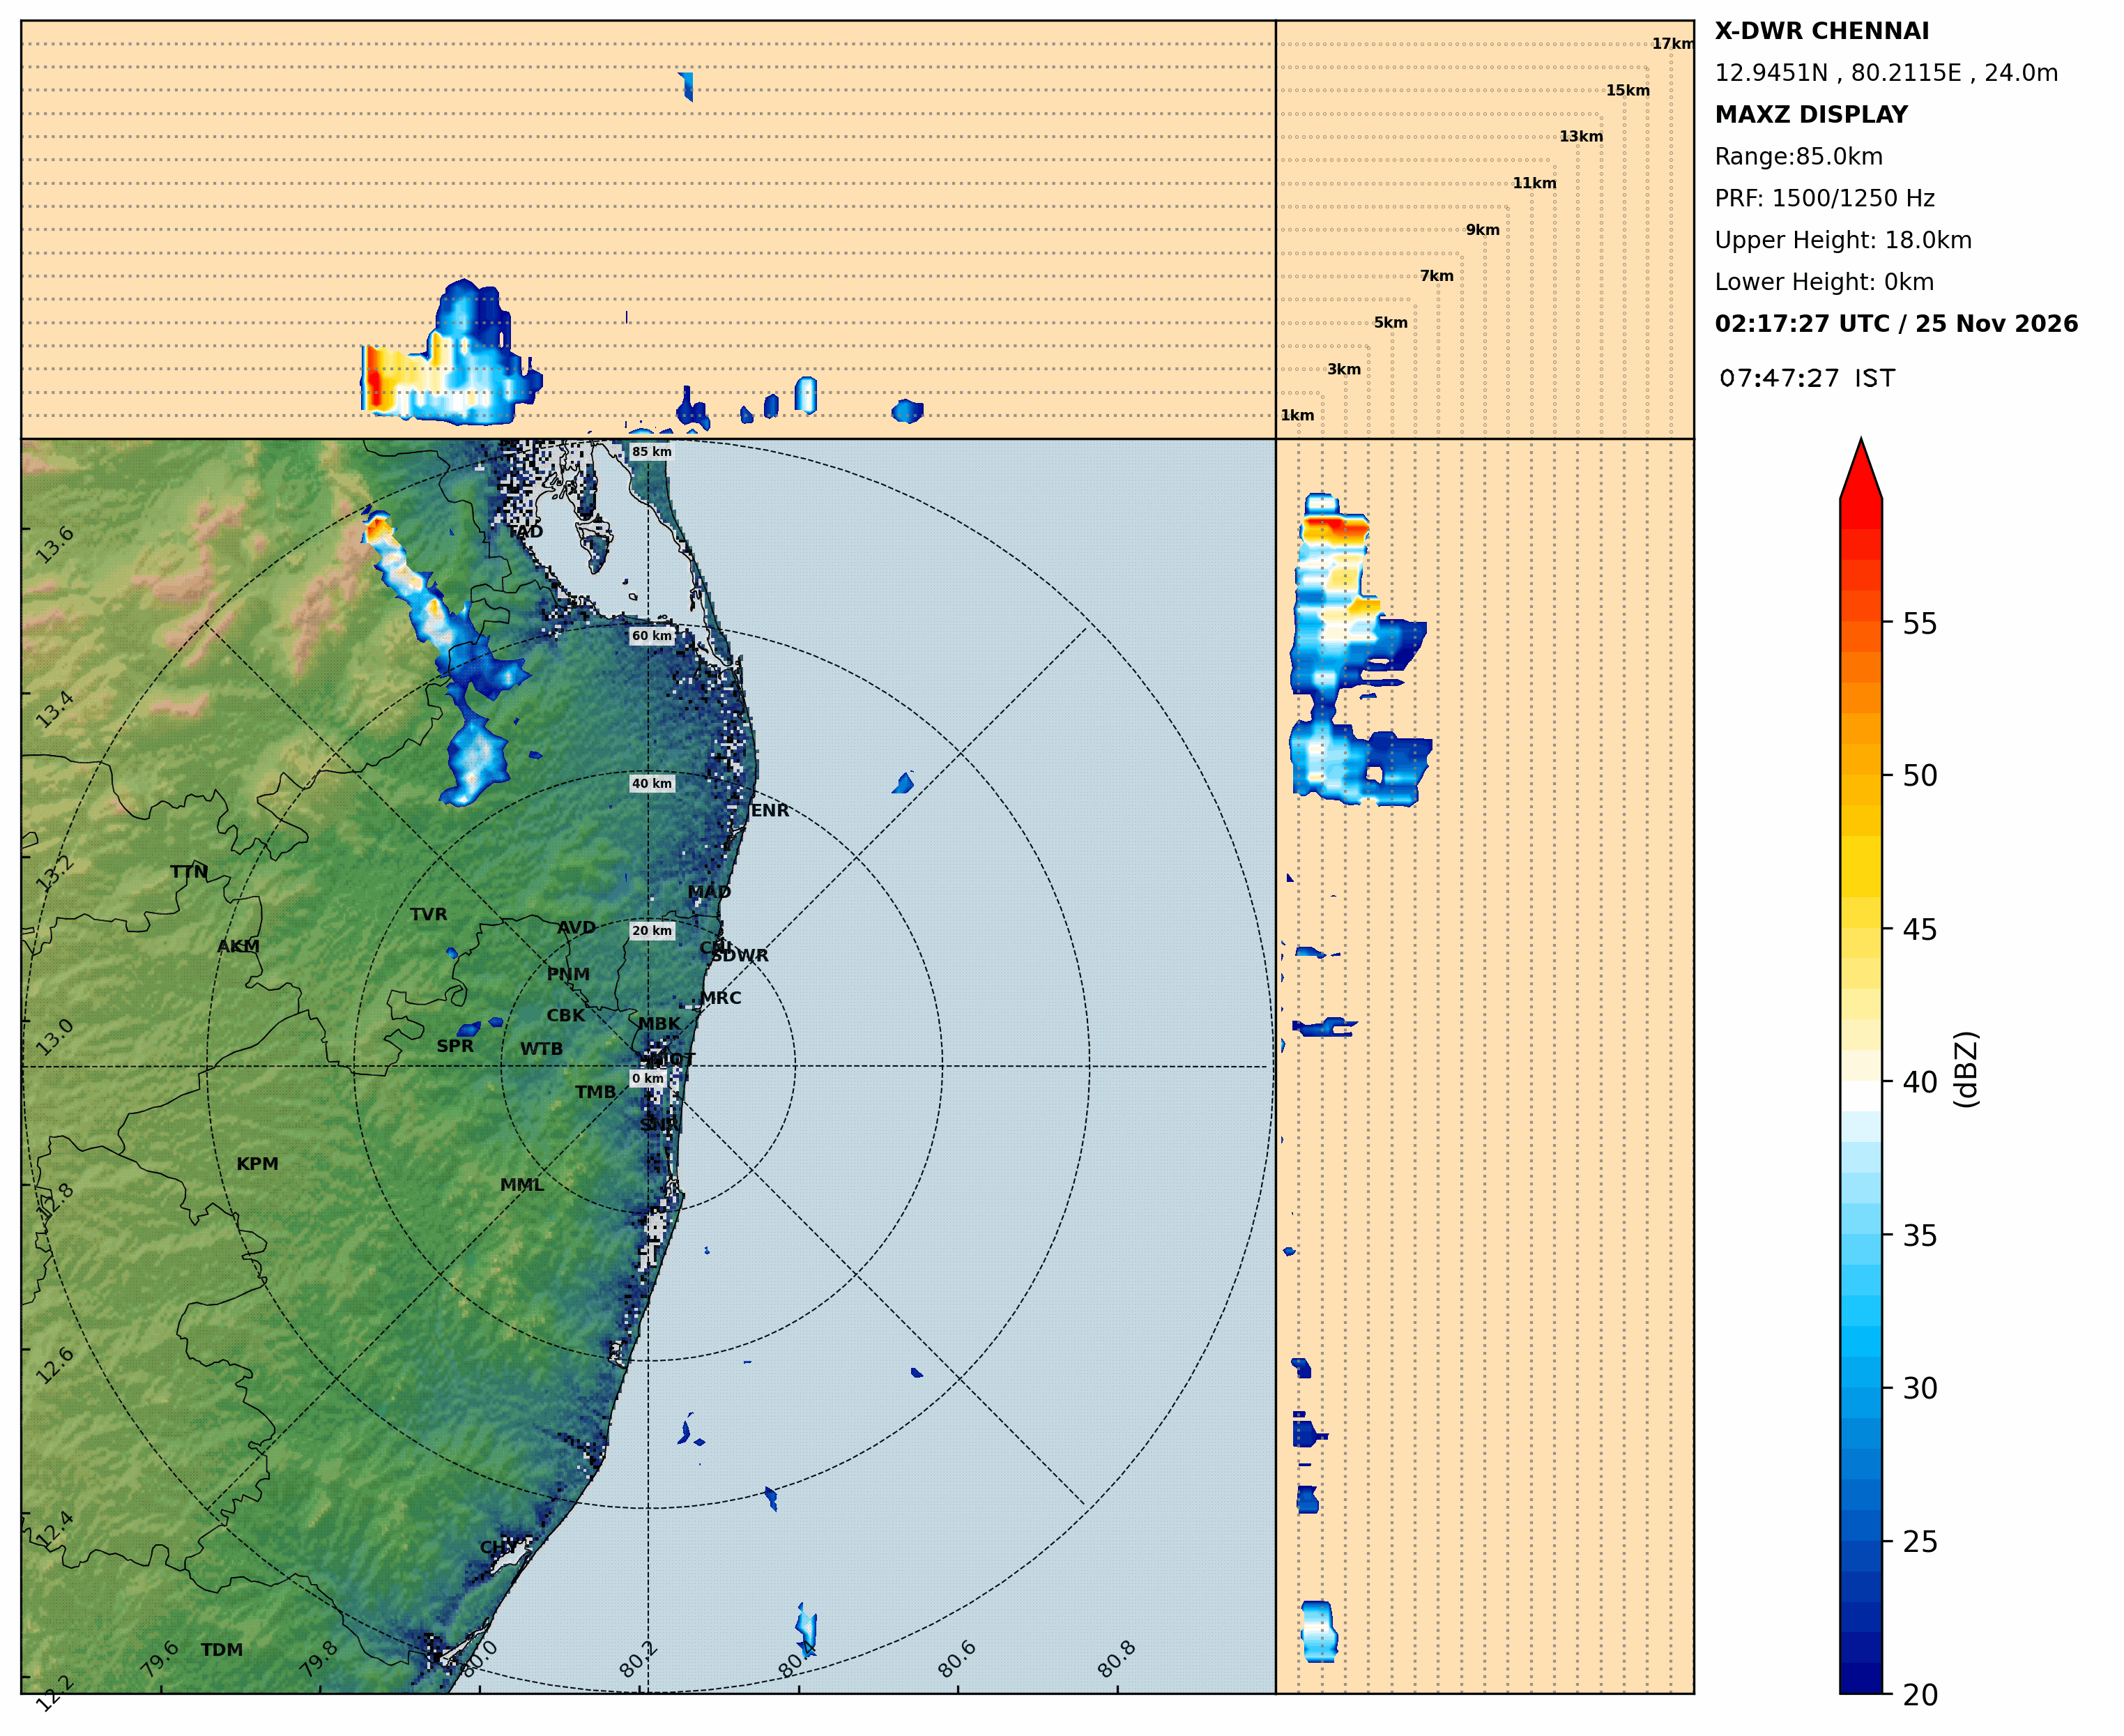 X-DWR CHENNAI
12.9451N , 80.2115E , 24.0m
MAXZ DISPLAY
Range:85.0km
PRF: 1500/1250 Hz
Upper Height: 18.0km
Lower Height: 0km
02:17:27 UTC / 25 Nov 2026
07:47:27 IST
17km
15km
13km
11km
9km
7km
5km
3km
1km
85 km
TAD
13.6
60 km
13.4
40 km
ENR
13.2
TTN
MAD
TVR
AVD
20 km
AKM
SDWR
PNM
MRC
CBK
MBK
13.0
SPR
WTB
0 km
TMB
SNR
KPM
MML
12.8
12.6
12.4
CHY
TDM
12.2
79.6
79.8
80.0
80.2
80.4
80.6
80.8
55
50
45
40
35
30
25
20
(dBZ)